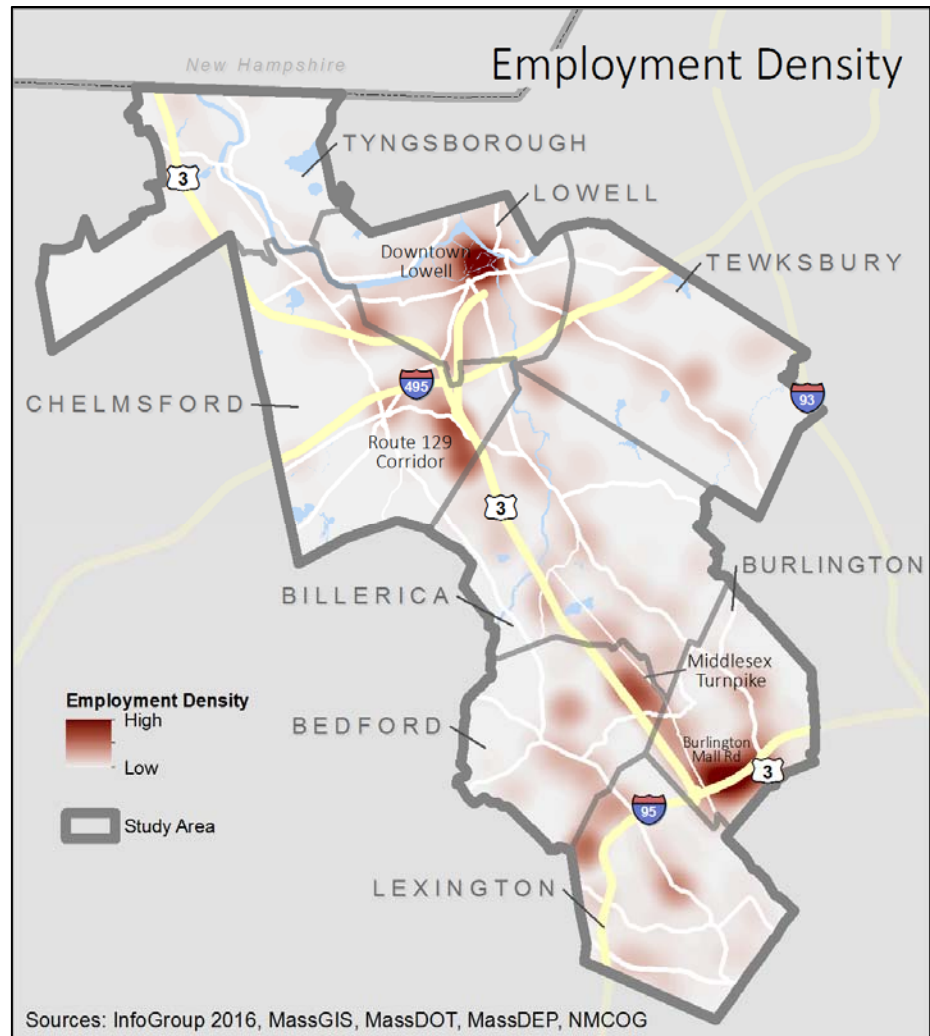 Employment Density
New Hampshire
TYNGSBOROUGH
3
LOWELL
Downtown
Lowell
TEWKSBURY
495
93
CHELMSFORD
Route 129
Corridor
3
BURLINGTON
BILLERICA
Middlesex
Turnpike
Employment Density
High
Low
BEDFORD
Burlington
Mall Rd
3
95
Study Area
LEXINGTON
Sources: InfoGroup 2016, MassGIS, MassDOT, MassDEP, NMCOG